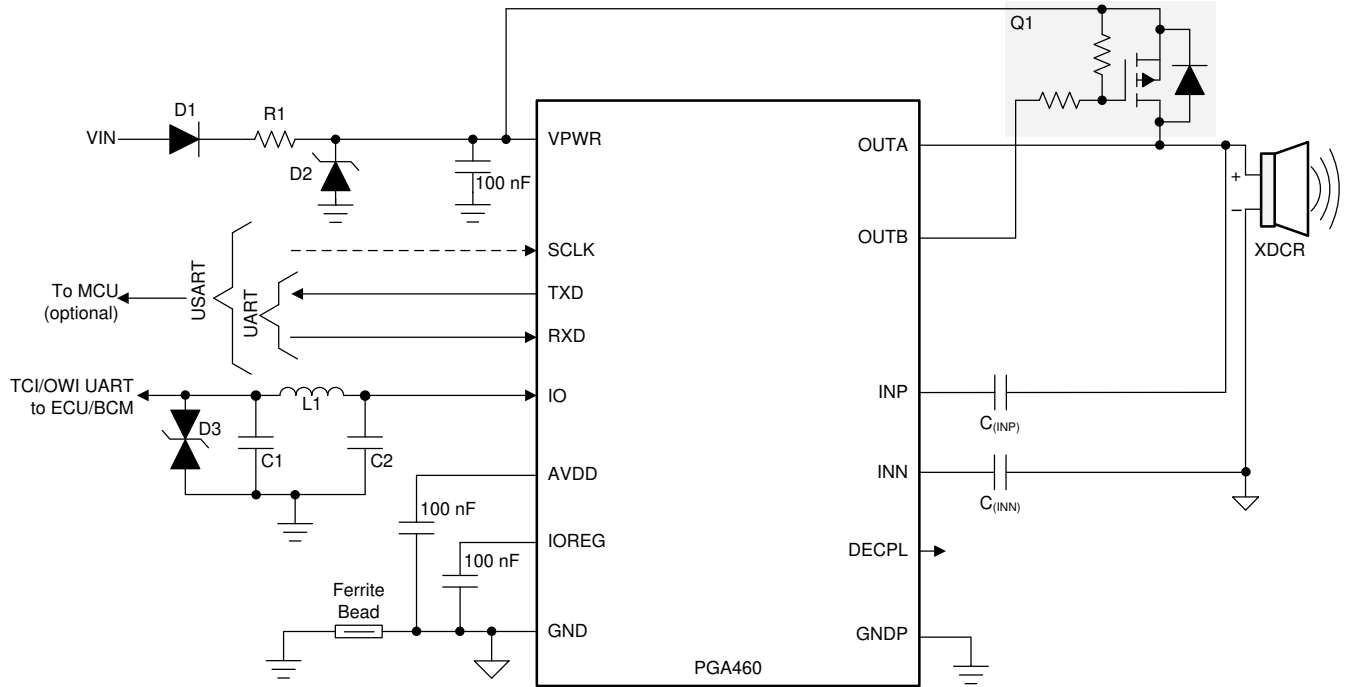 Q1
D1
R1
VIN
VPWR
OUTA
D2
100 nF
+
–
SCLK
OUTB
XDCR
To MCU
(optional)
USART
UART
TXD
RXD
TCI/OWI UART
to ECU/BCM
L1
IO
INP
C(INP)
D3
C1
C2
AVDD
INN
C(INN)
100 nF
IOREG
DECPL
100 nF
Ferrite
Bead
GND
GNDP
PGA460